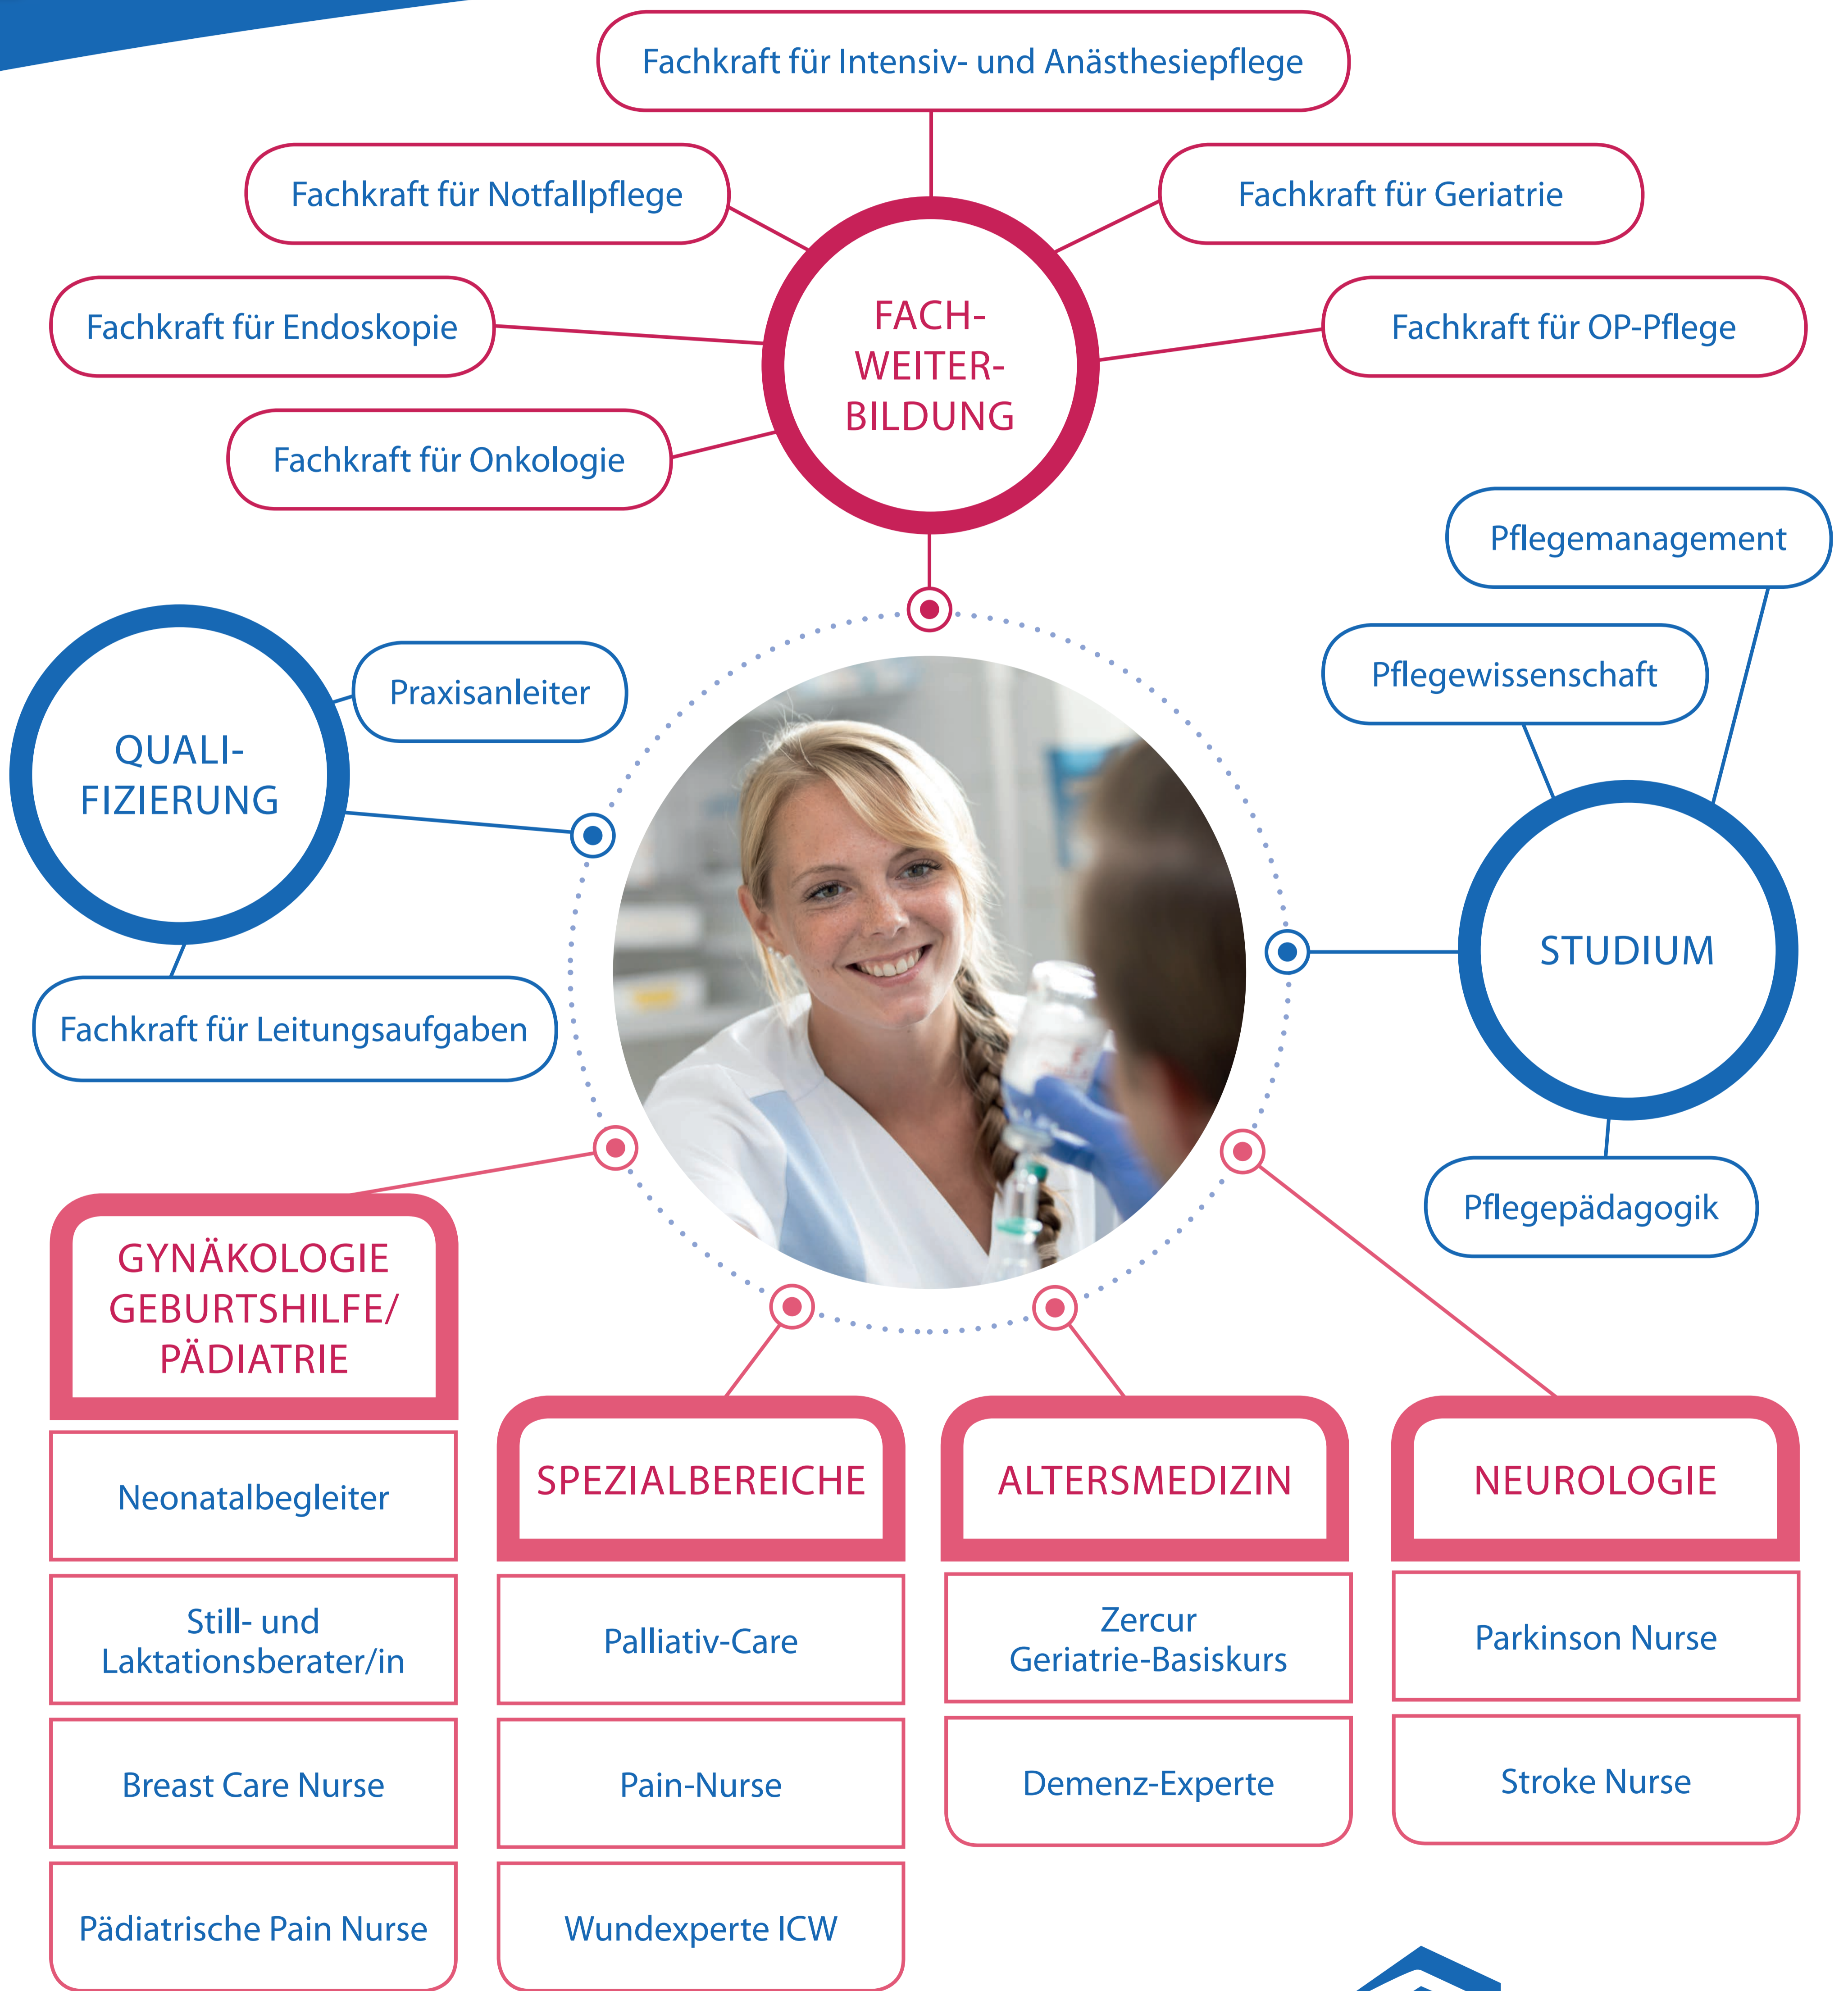 Fachkraft für Intensiv- und Anästhesiepflege
Fachkraft für Notfallpflege
Fachkraft für Geriatrie
Fachkraft für Endoskopie
Fachkraft für OP-Pflege
Fachkraft für Onkologie
FACH-
WEITER-
BILDUNG
Pflegemanagement
Pflegewissenschaft
Praxisanleiter
QUALI-
FIZIERUNG
STUDIUM
Fachkraft für Leitungsaufgaben
Pflegepädagogik
GYNÄKOLOGIE
GEBURTSHILFE/
PÄDIATRIE
Neonatalbegleiter
Still- und
Laktationsberater/in
Breast Care Nurse
Pädiatrische Pain Nurse
SPEZIALBEREICHE
Palliativ-Care
Pain-Nurse
Wundexperte ICW
ALTERSMEDIZIN
Zercur
Geriatrie-Basiskurs
Demenz-Experte
NEUROLOGIE
Parkinson Nurse
Stroke Nurse